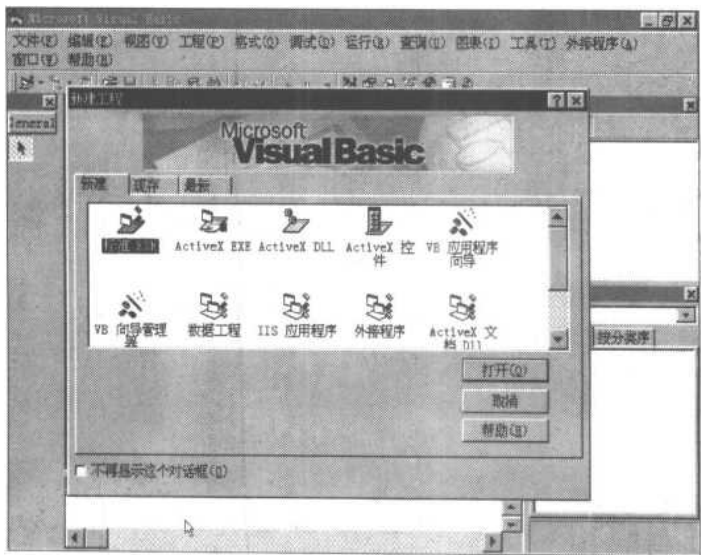 Microsoft Visual Basic
文件(F) 编辑(E) 视图(V) 工程(P) 格式(O) 调试(D) 运行(R) 查询(U) 图表(I) 工具(T) 外接程序(A)
窗口(W) 帮助(H)
General
新建工程
Microsoft
Visual Basic
新建 现存 最新
标准 EXE ActiveX EXE ActiveX DLL ActiveX 控件 VB 应用程序向导
VB 向导管理器 数据工程 IIS 应用程序 外接程序 ActiveX 文档 Dll
按分类序
打开(O)
取消
帮助(H)
不再显示这个对话框(D)